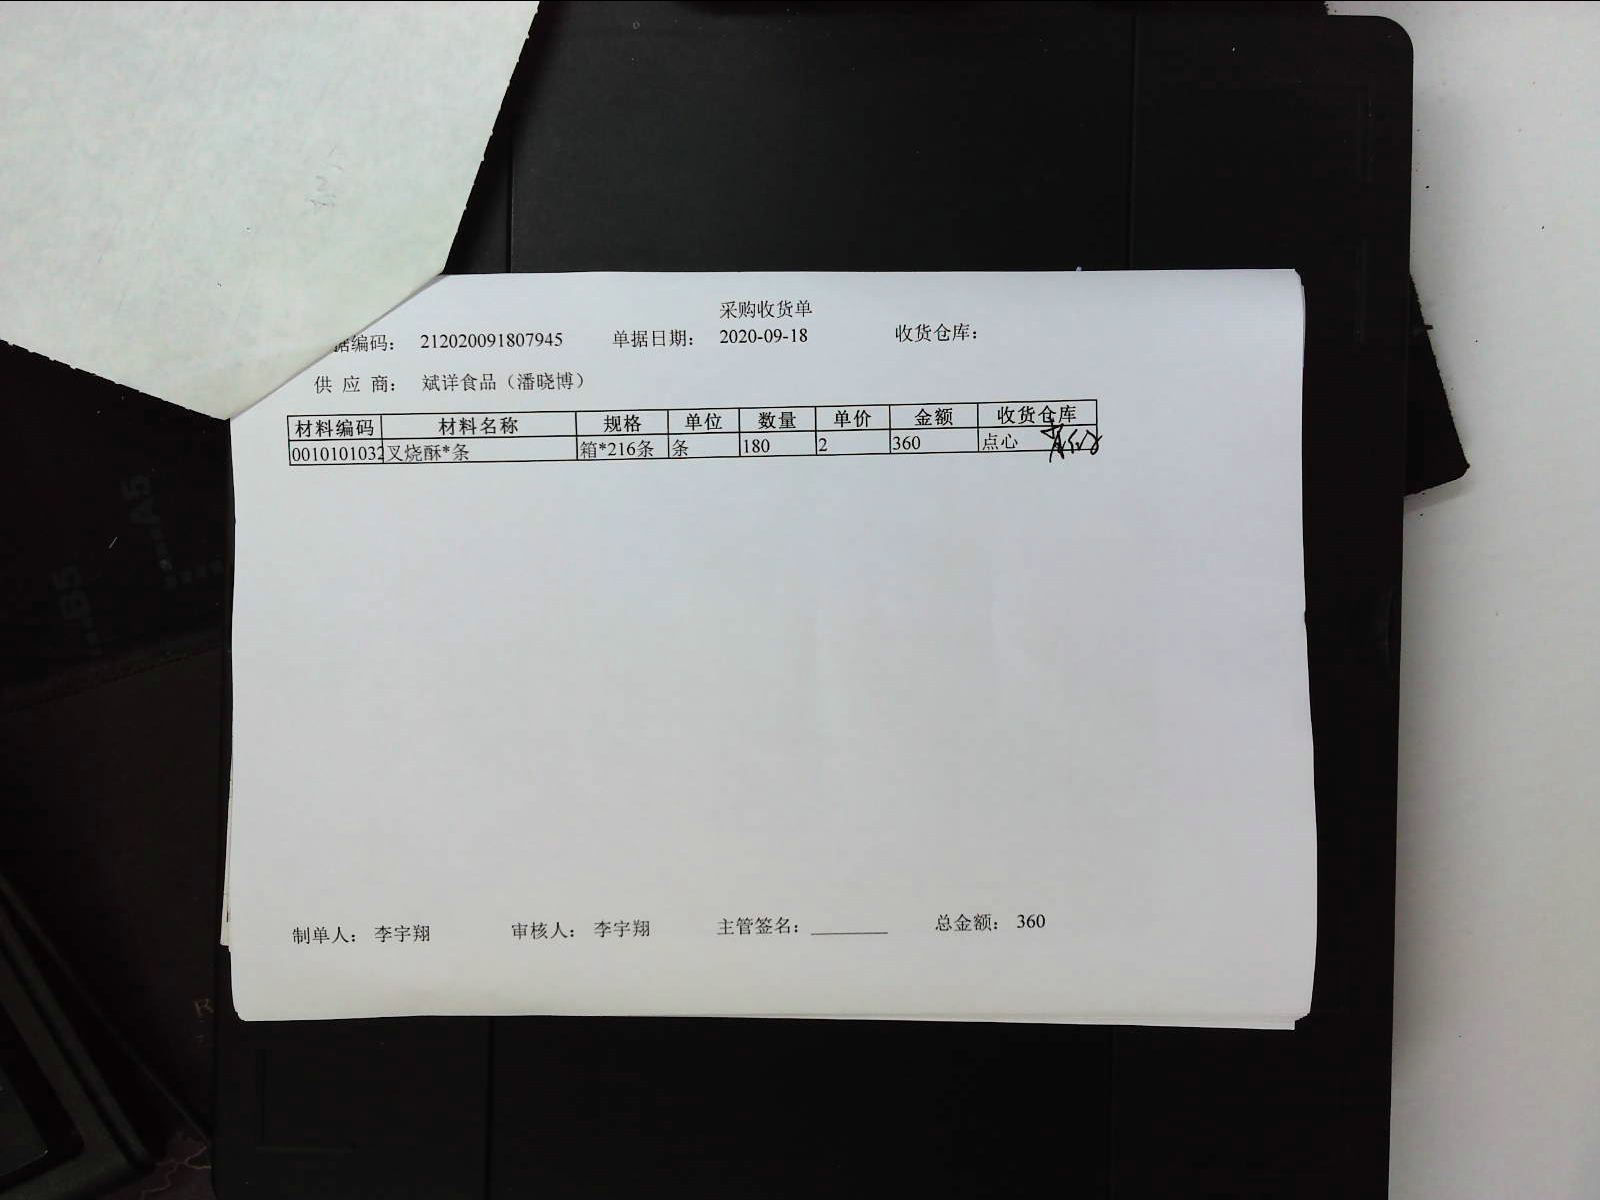 采购收货单
据编码： 212020091807945 单据日期： 2020-09-18 收货仓库：
供 应 商： 斌详食品（潘晓博）
材料编码 材料名称 规格 单位 数量 单价 金额 收货仓库
0010101032 叉烧酥*条 箱*216条 条 180 2 360 点心
制单人： 李宇翔 审核人： 李宇翔 主管签名： 总金额： 360
A5
B5